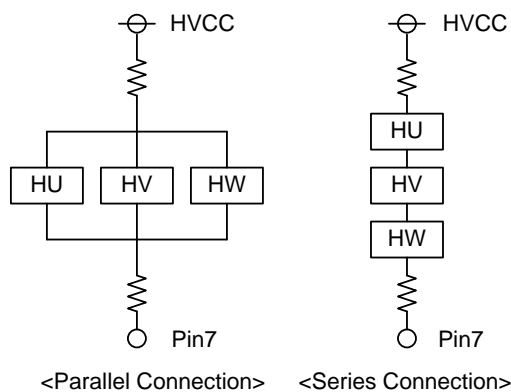 HVCC
HVCC
HU
HU HV HW
HV
HW
Pin7
Pin7
<Parallel Connection>
<Series Connection>